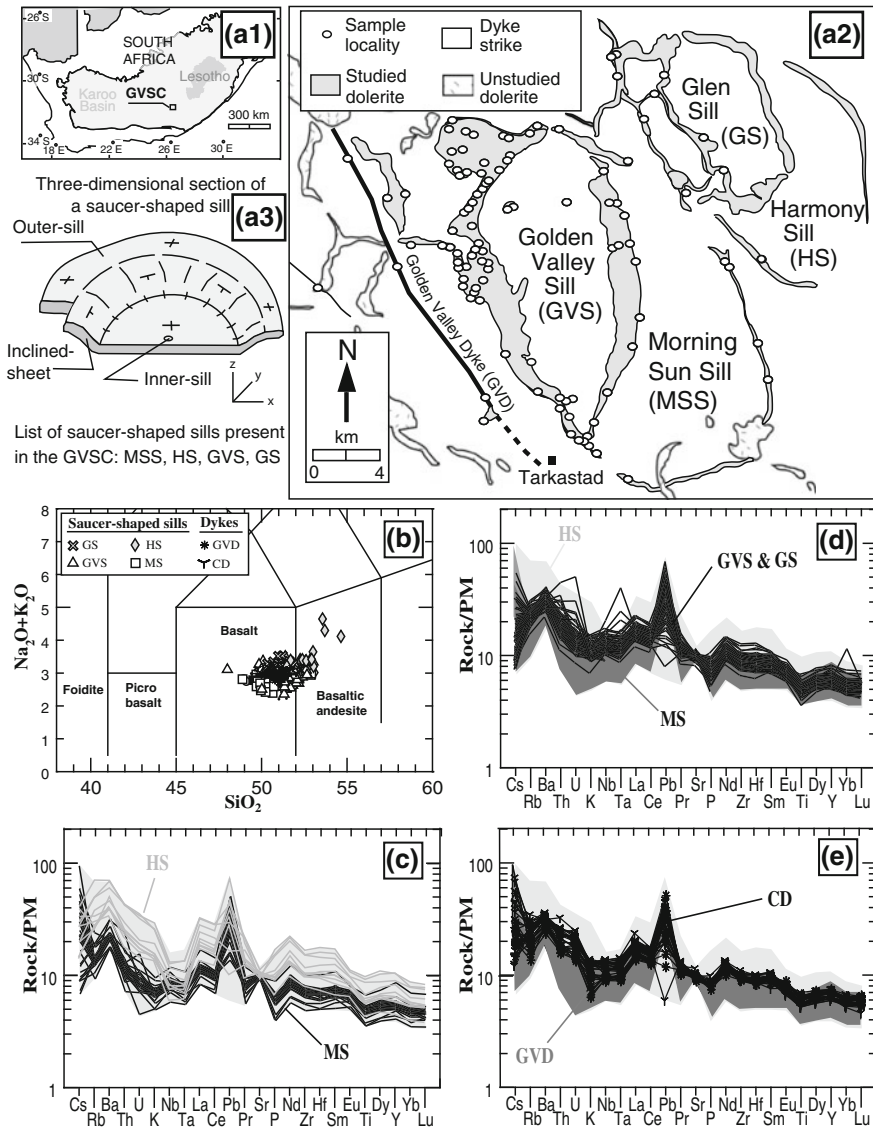 26°S
30°S
34°S
18°E
22°E
26°E
30°E
SOUTH
AFRICA
Lesotho
Karoo
Basin
GVSC
300 km
(a1)
Three-dimensional section of
a saucer-shaped sill
(a3)
Outer-sill
Inclined-
sheet
Inner-sill
z
y
x
List of saucer-shaped sills present
in the GVSC: MSS, HS, GVS, GS
(a2)
Sample
locality
Dyke
strike
Studied
dolerite
Unstudied
dolerite
Glen
Sill
(GS)
Harmony
Sill
(HS)
Golden
Valley
Sill
(GVS)
Golden Valley Dyke (GVD)
Morning
Sun Sill
(MSS)
N
km
0 4
Tarkastad
(b)
Saucer-shaped sills Dykes
GS HS GVD
GVS MS CD
Na2O+K2O
8
7
6
5
4
3
2
1
0
Foidite
Picro
basalt
Basalt
Basaltic
andesite
40 45 50 55 60
SiO2
(d)
Rock/PM
100
10
1
HS
GVS & GS
MS
Cs Ba U Nb La Pb Sr Nd Hf Eu Dy Yb
Rb Th K Ta Ce Pr P Zr Sm Ti Y Lu
(c)
Rock/PM
100
10
1
HS
MS
Cs Ba U Nb La Pb Sr Nd Hf Eu Dy Yb
Rb Th K Ta Ce Pr P Zr Sm Ti Y Lu
(e)
Rock/PM
100
10
1
CD
GVD
Cs Ba U Nb La Pb Sr Nd Hf Eu Dy Yb
Rb Th K Ta Ce Pr P Zr Sm Ti Y Lu